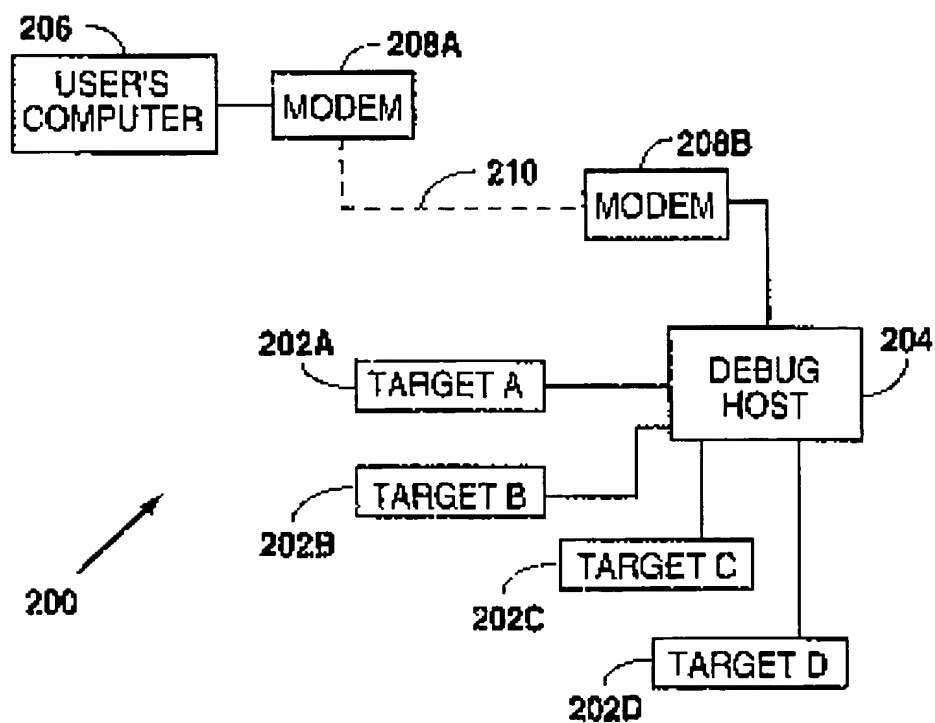 206
USER'S
COMPUTER
208A
MODEM
210
208B
MODEM
202A
TARGET A
204
DEBUG
HOST
202B
TARGET B
200
202C
TARGET C
202D
TARGET D